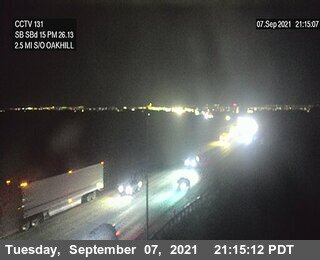 CCTV 131
SB SBd 15 PM 26.13
2.5 MI S/O OAKHILL
07.Sep 2021 21:15:07
Tuesday, September 07, 2021 21:15:12 PDT